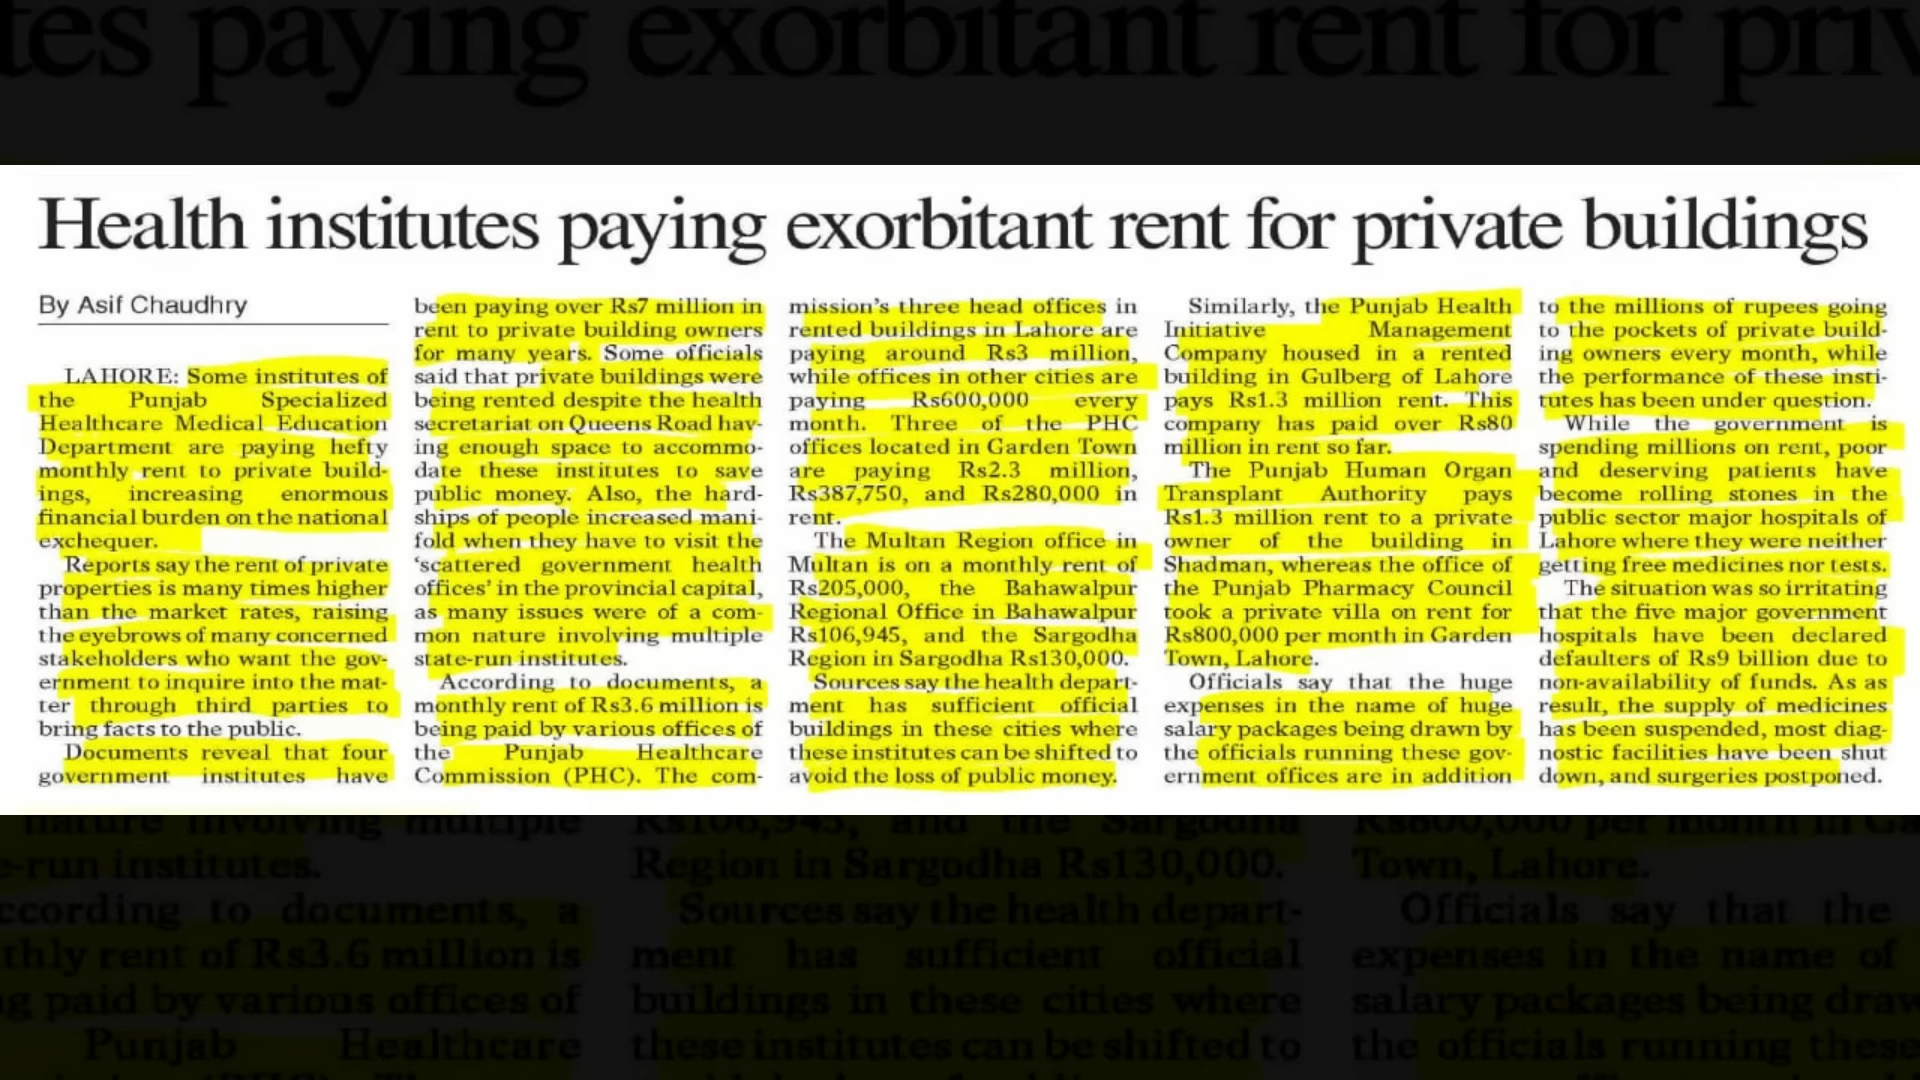 tes paying exorbitant rent for priv
Health institutes paying exorbitant rent for private buildings
By Asif Chaudhry
LAHORE: Some institutes of
the Punjab Specialized
Healthcare Medical Education
Department are paying hefty
monthly rent to private build-
ings, increasing enormous
financial burden on the national
exchequer.
Reports say the rent of private
properties is many times higher
than the market rates, raising
the eyebrows of many concerned
stakeholders who want the gov-
ernment to inquire into the mat-
ter through third parties to
bring facts to the public.
Documents reveal that four
government institutes have
been paying over Rs7 million in
rent to private building owners
for many years. Some officials
said that private buildings were
being rented despite the health
secretariat on Queens Road hav-
ing enough space to accommo-
date these institutes to save
public money. Also, the hard-
ships of people increased mani-
fold when they have to visit the
‘scattered government health
offices’ in the provincial capital,
as many issues were of a com-
mon nature involving multiple
state-run institutes.
According to documents, a
monthly rent of Rs3.6 million is
being paid by various offices of
the Punjab Healthcare
Commission (PHC). The com-
mission’s three head offices in
rented buildings in Lahore are
paying around Rs3 million,
while offices in other cities are
paying Rs600,000 every
month. Three of the PHC
offices located in Garden Town
are paying Rs2.3 million,
Rs387,750, and Rs280,000 in
rent.
The Multan Region office in
Multan is on a monthly rent of
Rs205,000, the Bahawalpur
Regional Office in Bahawalpur
Rs106,945, and the Sargodha
Region in Sargodha Rs130,000.
Sources say the health depart-
ment has sufficient official
buildings in these cities where
these institutes can be shifted to
avoid the loss of public money.
Similarly, the Punjab Health
Initiative Management
Company housed in a rented
building in Gulberg of Lahore
pays Rs1.3 million rent. This
company has paid over Rs80
million in rent so far.
The Punjab Human Organ
Transplant Authority pays
Rs1.3 million rent to a private
owner of the building in
Shadman, whereas the office of
the Punjab Pharmacy Council
took a private villa on rent for
Rs800,000 per month in Garden
Town, Lahore.
Officials say that the huge
expenses in the name of huge
salary packages being drawn by
the officials running these gov-
ernment offices are in addition
to the millions of rupees going
to the pockets of private build-
ing owners every month, while
the performance of these insti-
tutes has been under question.
While the government is
spending millions on rent, poor
and deserving patients have
become rolling stones in the
public sector major hospitals of
Lahore where they were neither
getting free medicines nor tests.
The situation was so irritating
that the five major government
hospitals have been declared
defaulters of Rs9 billion due to
non-availability of funds. As as
result, the supply of medicines
has been suspended, most diag-
nostic facilities have been shut
down, and surgeries postponed.
nature involving multiple
e-run institutes.
ccording to documents, a
thly rent of Rs3.6 million is
g paid by various offices of
Punjab Healthcare
Rs106,945, and the Sargodha
Region in Sargodha Rs130,000.
Sources say the health depart-
ment has sufficient official
buildings in these cities where
these institutes can be shifted to
Rs800,000 per month in Ga
Town, Lahore.
Officials say that the
expenses in the name of
salary packages being draw
the officials running these